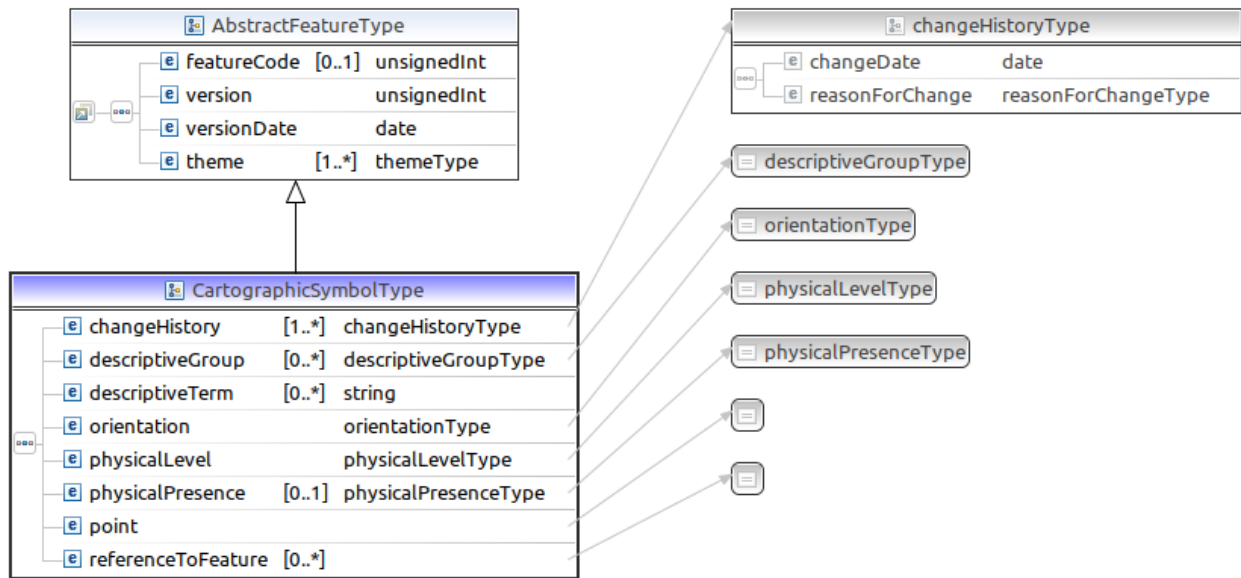 AbstractFeatureType
e featureCode [0..1] unsignedInt
e version unsignedInt
e versionDate date
e theme [1..*] themeType
CartographicSymbolType
e changeHistory [1..*] changeHistoryType
e descriptiveGroup [0..*] descriptiveGroupType
e descriptiveTerm [0..*] string
e orientation orientationType
e physicalLevel physicalLevelType
e physicalPresence [0..1] physicalPresenceType
e point
e referenceToFeature [0..*]
changeHistoryType
e changeDate date
e reasonForChange reasonForChangeType
descriptiveGroupType
orientationType
physicalLevelType
physicalPresenceType